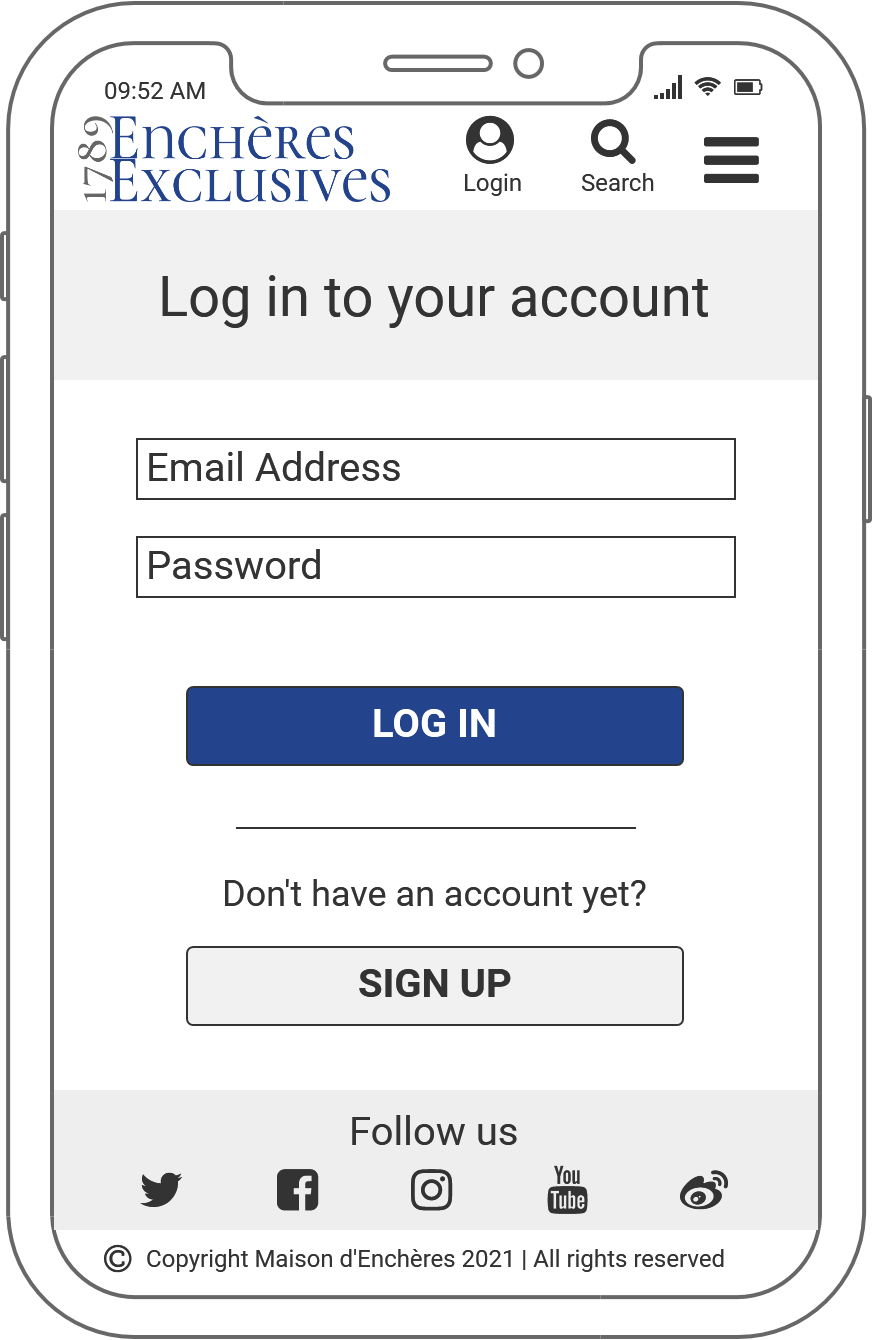 09:52 AM
1789
Enchères
Exclusives
Login
Search
Log in to your account
Email Address
Password
LOG IN
Don't have an account yet?
SIGN UP
Follow us
You
Tube
© Copyright Maison d'Enchères 2021 | All rights reserved